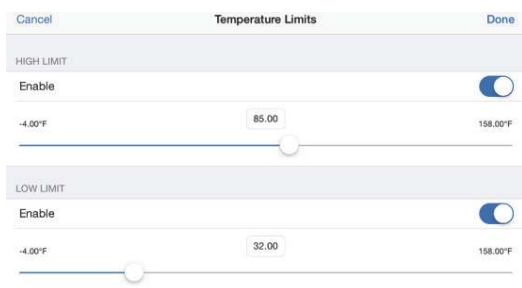 Cancel Temperature Limits Done
HIGH LIMIT
Enable
-4.00°F 85.00 158.00°F
LOW LIMIT
Enable
-4.00°F 32.00 158.00°F